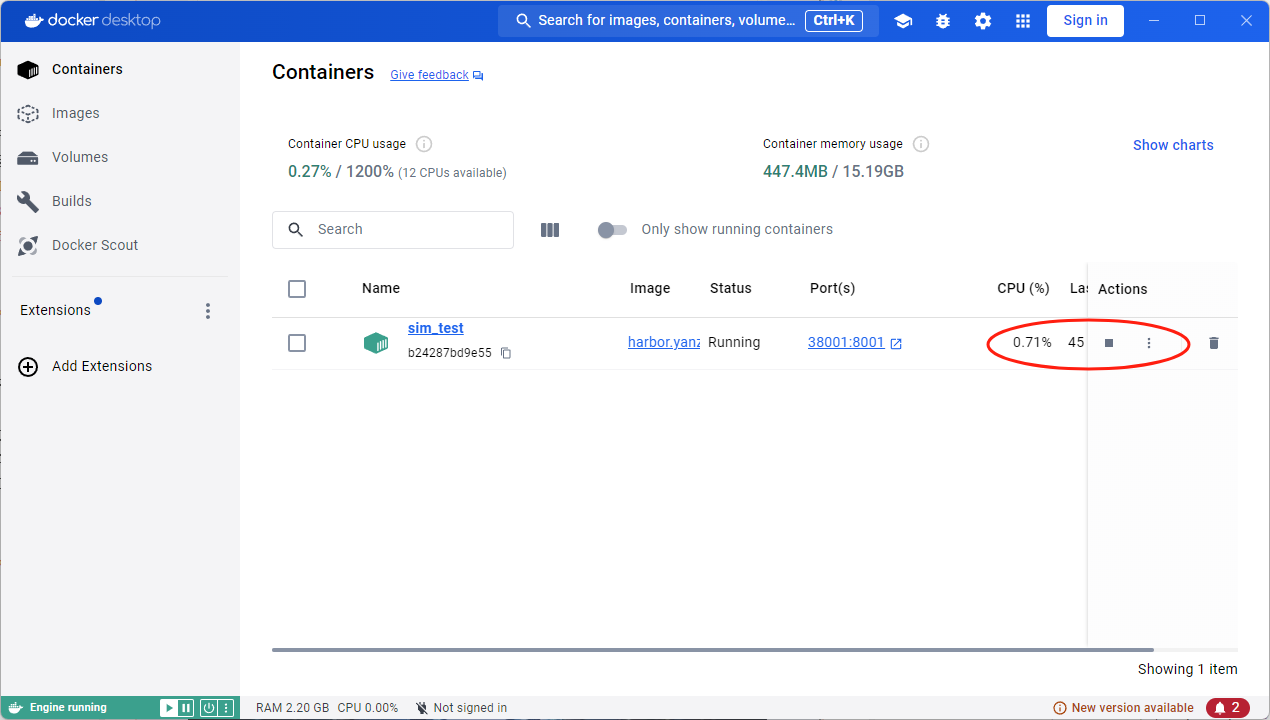 docker desktop
Search for images, containers, volume... Ctrl+K
Sign in
Containers
Images
Volumes
Builds
Docker Scout
Extensions
Add Extensions
Containers Give feedback
Container CPU usage
0.27% / 1200% (12 CPUs available)
Container memory usage
447.4MB / 15.19GB
Show charts
Search
Only show running containers
Name Image Status Port(s) CPU (%) Las Actions
sim_test
b24287bd9e55
harbor.yanz Running 38001:8001 0.71% 45
Showing 1 item
Engine running
RAM 2.20 GB CPU 0.00% Not signed in
New version available
2